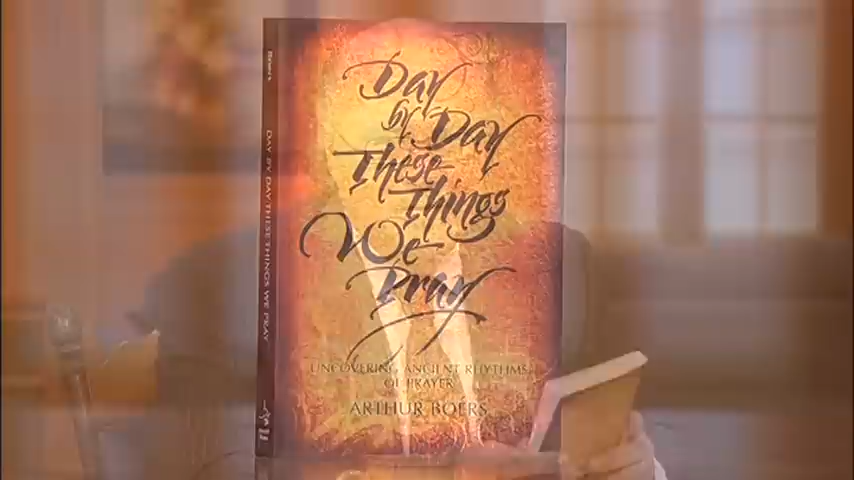 Day
by Day
These
Things
We
Pray
UNCOVERING ANCIENT RHYTHMS
OF PRAYER
ARTHUR BOERS
Boers
DAY BY DAY THESE THINGS WE PRAY